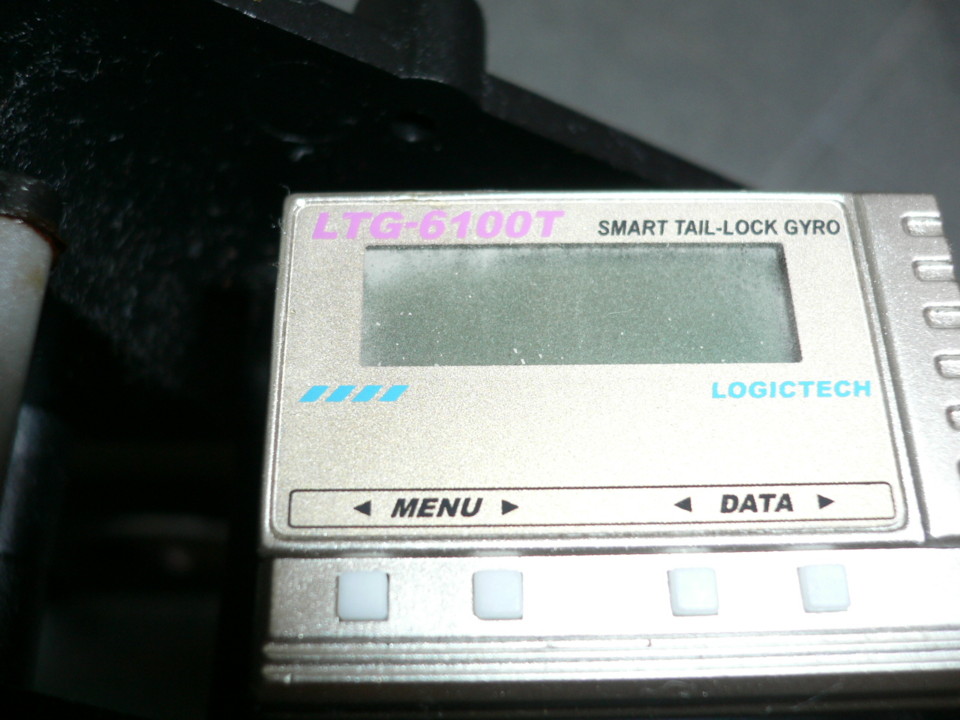 LTG-6100T SMART TAIL-LOCK GYRO
LOGICTECH
◄ MENU ► ◄ DATA ►